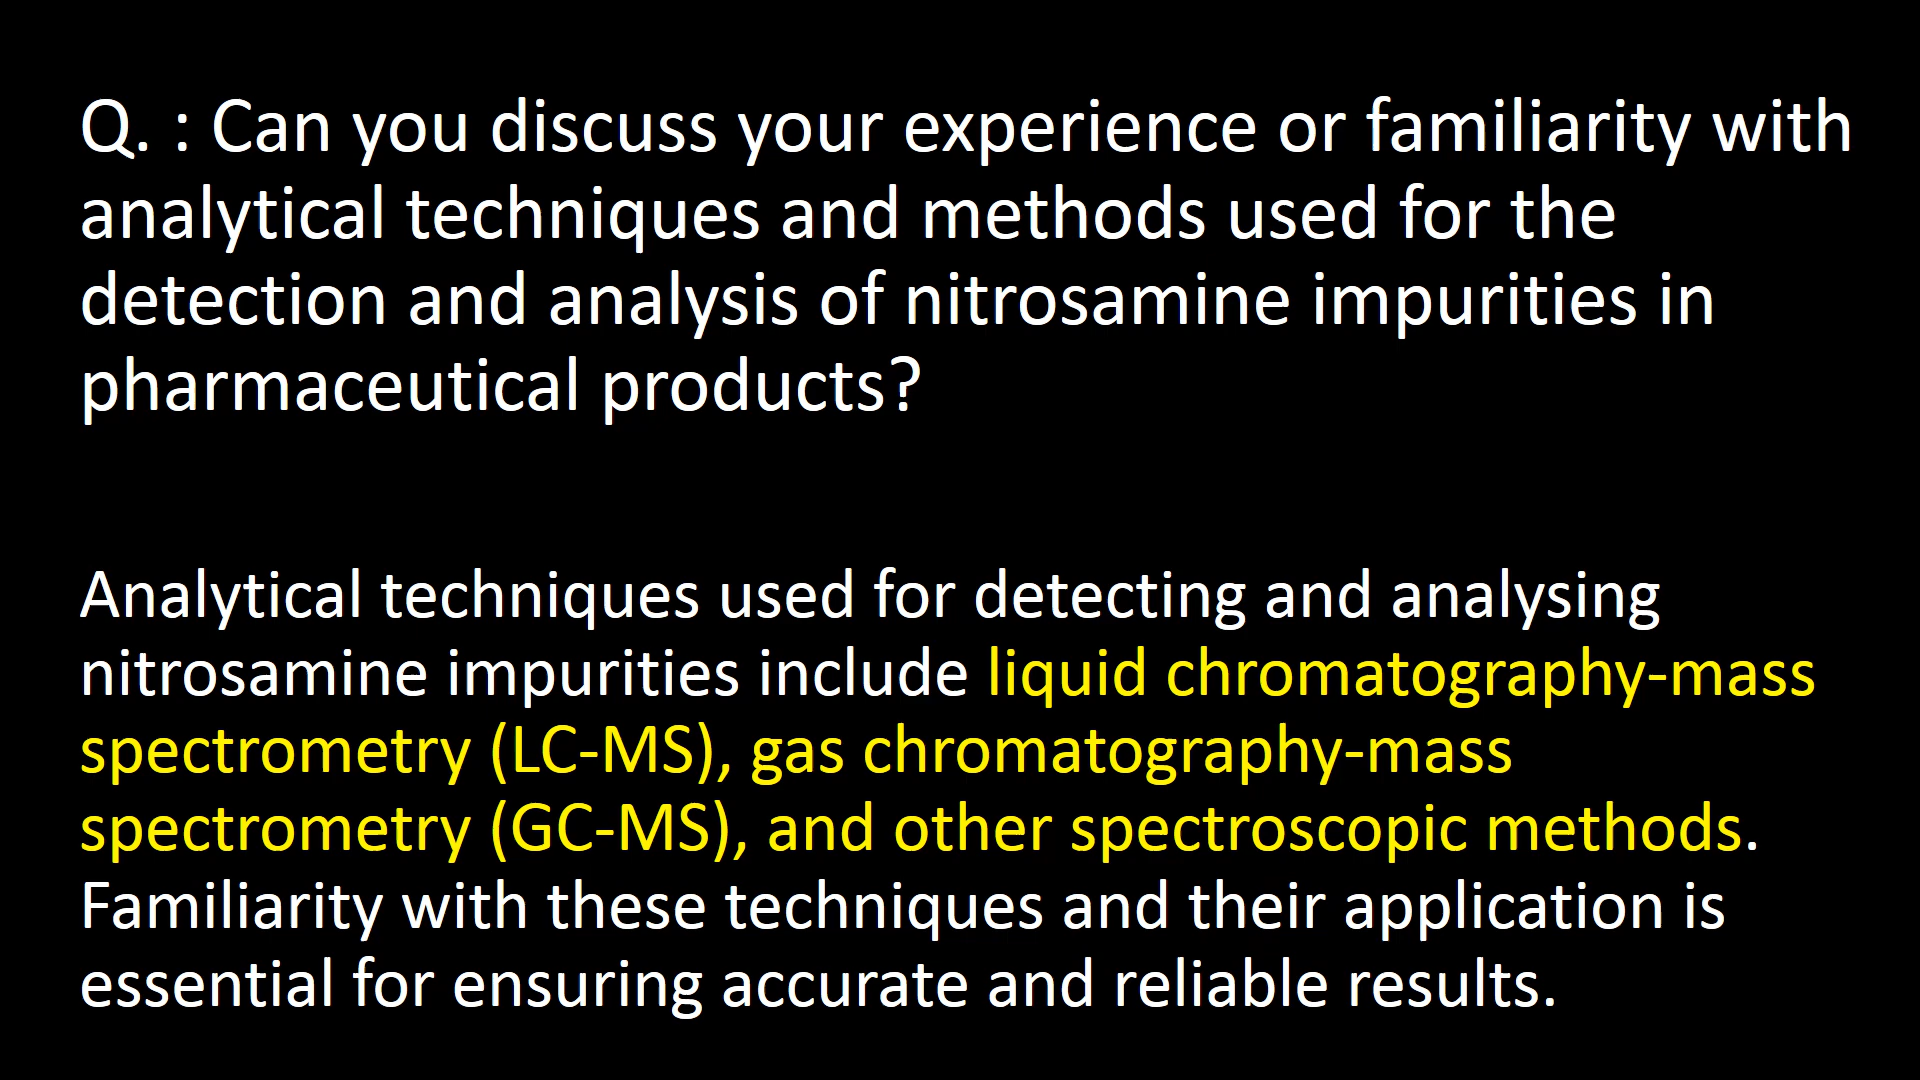 Q. : Can you discuss your experience or familiarity with
analytical techniques and methods used for the
detection and analysis of nitrosamine impurities in
pharmaceutical products?
Analytical techniques used for detecting and analysing
nitrosamine impurities include liquid chromatography-mass
spectrometry (LC-MS), gas chromatography-mass
spectrometry (GC-MS), and other spectroscopic methods.
Familiarity with these techniques and their application is
essential for ensuring accurate and reliable results.